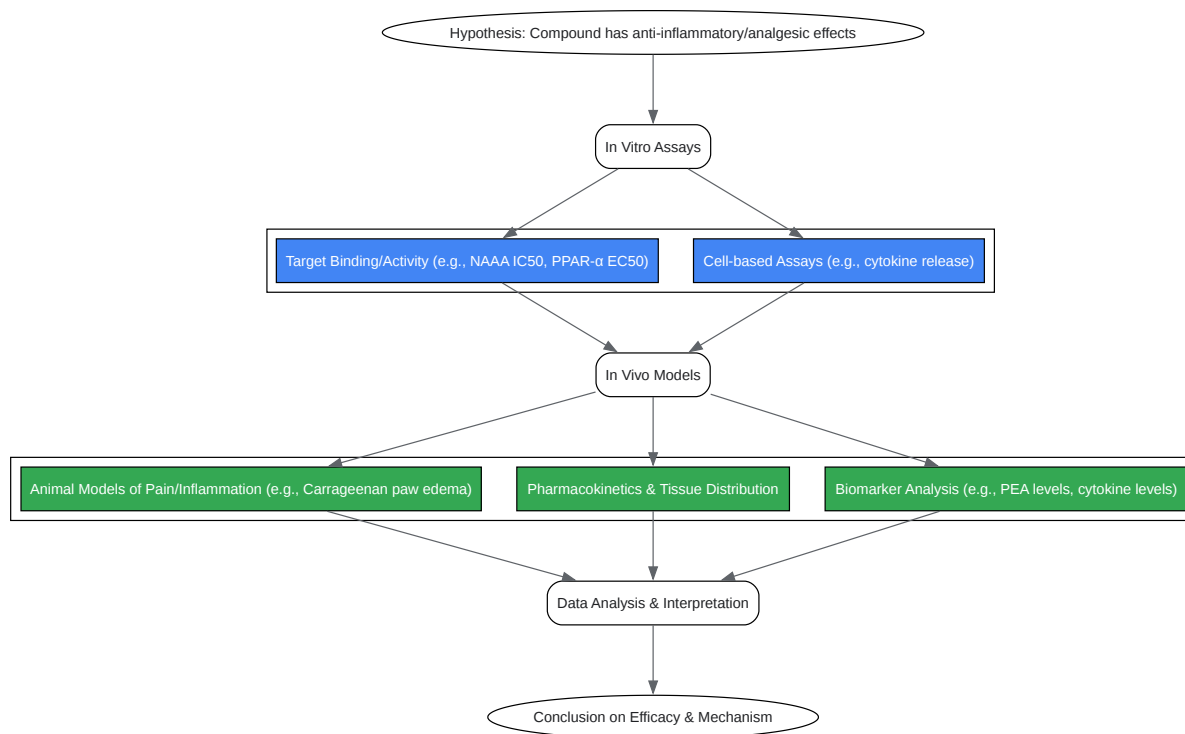 Hypothesis: Compound has anti-inflammatory/analgesic effects
In Vitro Assays
Target Binding/Activity (e.g., NAAA IC50, PPAR-α EC50)
Cell-based Assays (e.g., cytokine release)
In Vivo Models
Animal Models of Pain/Inflammation (e.g., Carrageenan paw edema)
Pharmacokinetics & Tissue Distribution
Biomarker Analysis (e.g., PEA levels, cytokine levels)
Data Analysis & Interpretation
Conclusion on Efficacy & Mechanism